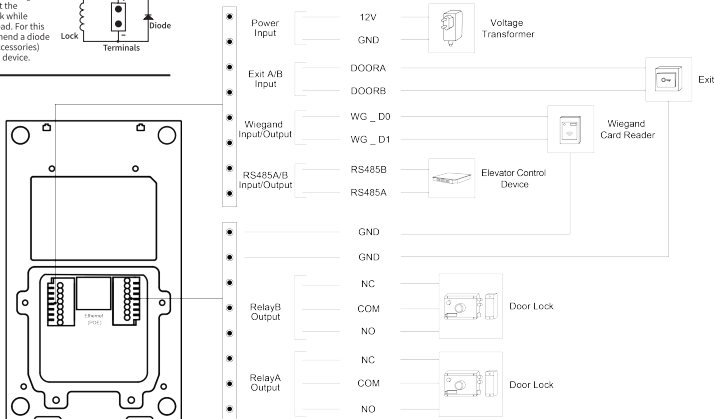 t the
k while
ad. For this
mend a diode
cessories)
device.
Lock
Diode
Terminals
Power
Input
12V
GND
Voltage
Transformer
Exit A/B
Input
DOORA
DOORB
Exit
Wiegand
Input/Output
WG _ D0
WG _ D1
Wiegand
Card Reader
RS485A/B
Input/Output
RS485B
RS485A
Elevator Control
Device
GND
GND
RelayB
Output
NC
COM
NO
Door Lock
RelayA
Output
NC
COM
NO
Door Lock
Ethernet
(POE)